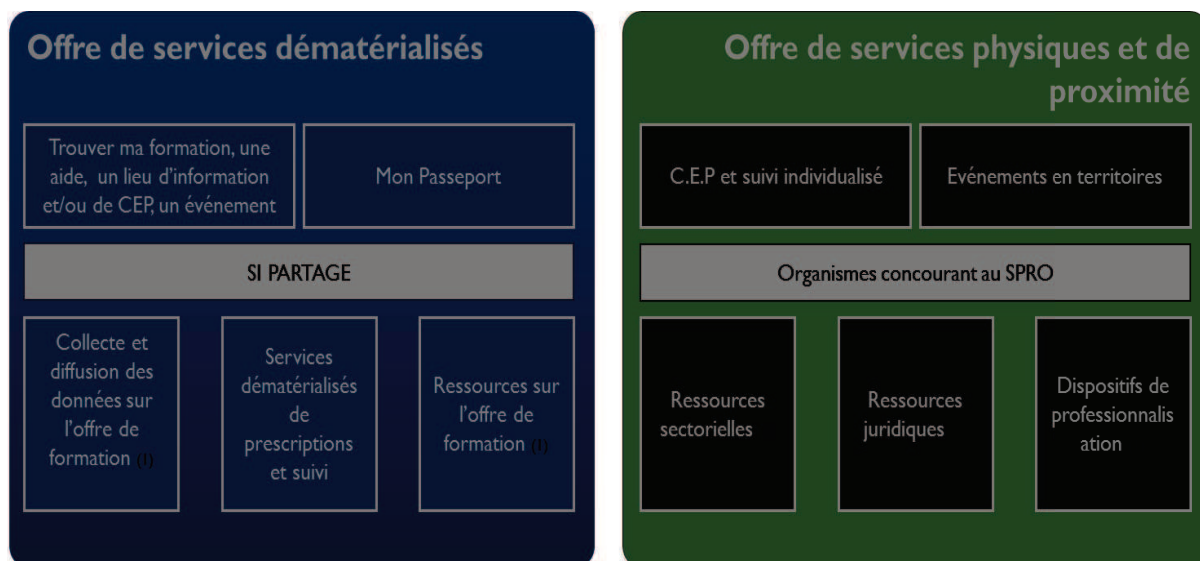 Offre de services dématérialisés
Trouver ma formation, une
aide, un lieu d'information
et/ou de CEP, un événement
Mon Passeport
SI PARTAGE
Collecte et
diffusion des
données sur
l'offre de
formation (1)
Services
dématérialisés
de
prescriptions
et suivi
Ressources sur
l'offre de
formation (1)
Offre de services physiques et de
proximité
C.E.P et suivi individualisé
Evénements en territoires
Organismes concourant au SPRO
Ressources
sectorielles
Ressources
juridiques
Dispositifs de
professionnalis
ation